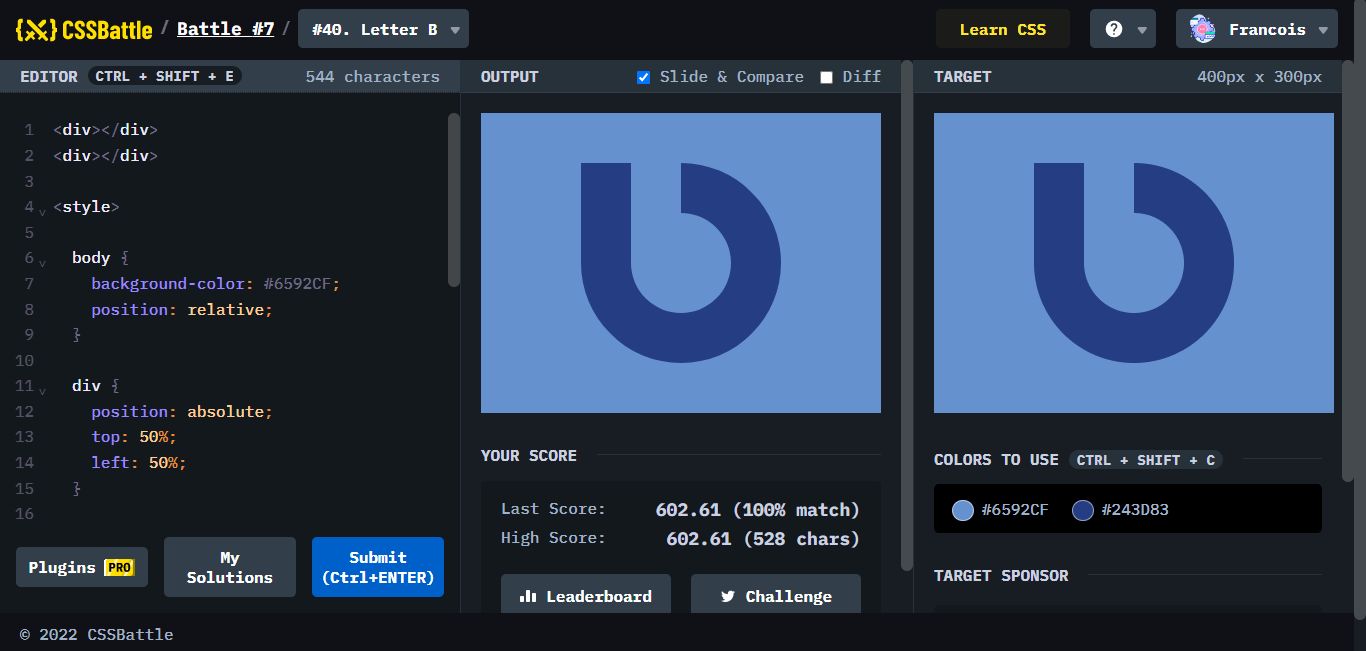 {X} CSSBattle / Battle #7 / #40. Letter B
Learn CSS
Francois
EDITOR CTRL + SHIFT + E 544 characters
1 <div></div>
2 <div></div>
3
4 <style>
5
6 body {
7 background-color: #6592CF;
8 position: relative;
9 }
10
11 div {
12 position: absolute;
13 top: 50%;
14 left: 50%;
15 }
16
Plugins PRO
My
Solutions
Submit
(Ctrl+ENTER)
OUTPUT Slide & Compare Diff
YOUR SCORE
Last Score: 602.61 (100% match)
High Score: 602.61 (528 chars)
Leaderboard
Challenge
TARGET 400px x 300px
COLORS TO USE CTRL + SHIFT + C
#6592CF #243D83
TARGET SPONSOR
© 2022 CSSBattle